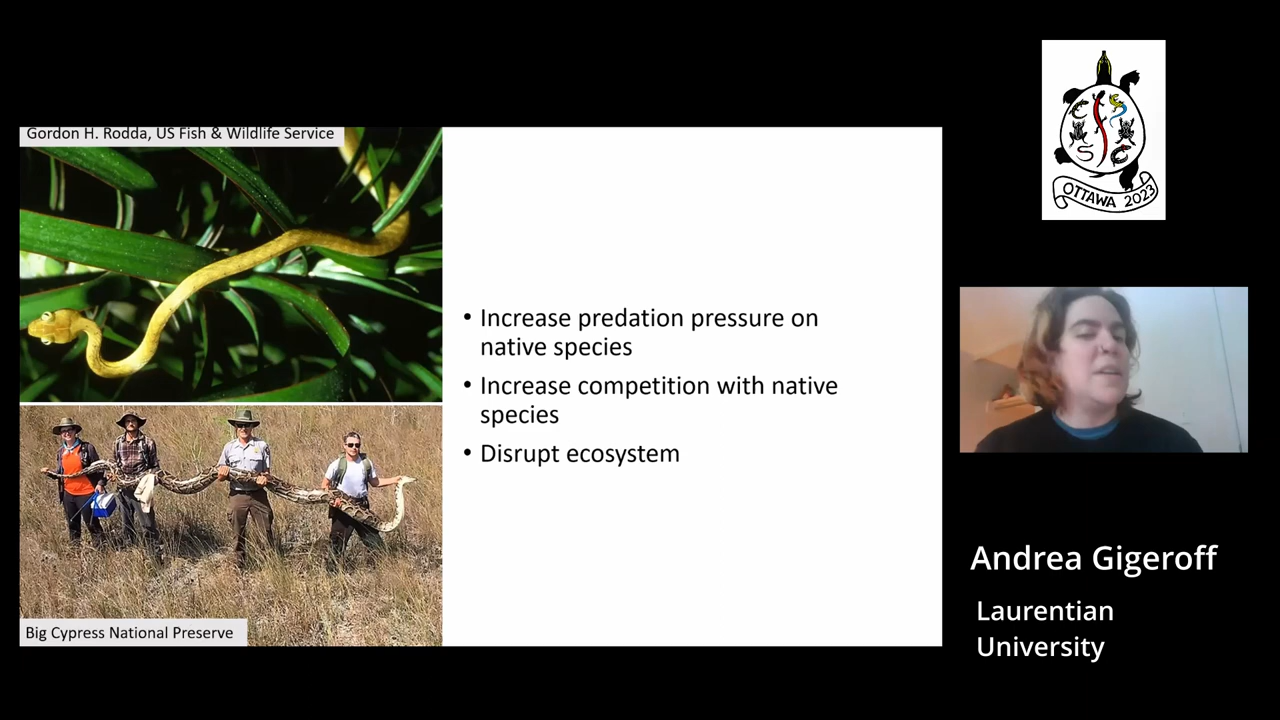 Gordon H. Rodda, US Fish & Wildlife Service
• Increase predation pressure on
native species
• Increase competition with native
species
• Disrupt ecosystem
Big Cypress National Preserve
C
S C
OTTAWA 2023
Andrea Gigeroff
Laurentian
University